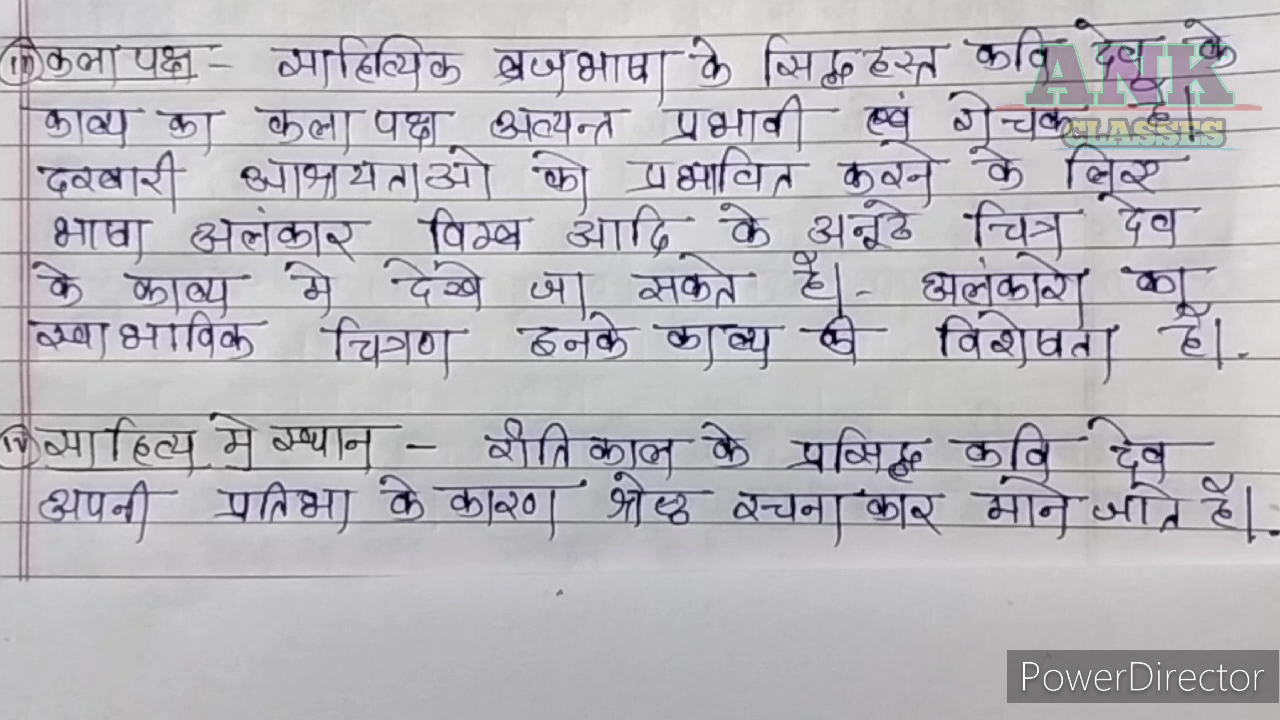 (iii) कला पक्ष - साहित्यिक ब्रजभाषा के सिद्धहस्त कवि देव के
काव्य का कला पक्ष अत्यन्त प्रभावी एवं रोचक है।
दरबारी आश्रयताओ को प्रभावित करने के लिए
भाषा अलंकार विम्ब आदि के अनूठे चित्र देव
के काव्य मे देखे जा सकते है। - अलंकारो का
स्वाभाविक चित्रण इनके काव्य की विशेषता है।.
(iv) साहित्य मे स्थान - रीतिकाल के प्रसिद्ध कवि देव
अपनी प्रतिभा के कारण श्रेष्ठ रचनाकार माने जाते है।.
ANK
CLASSES
PowerDirector